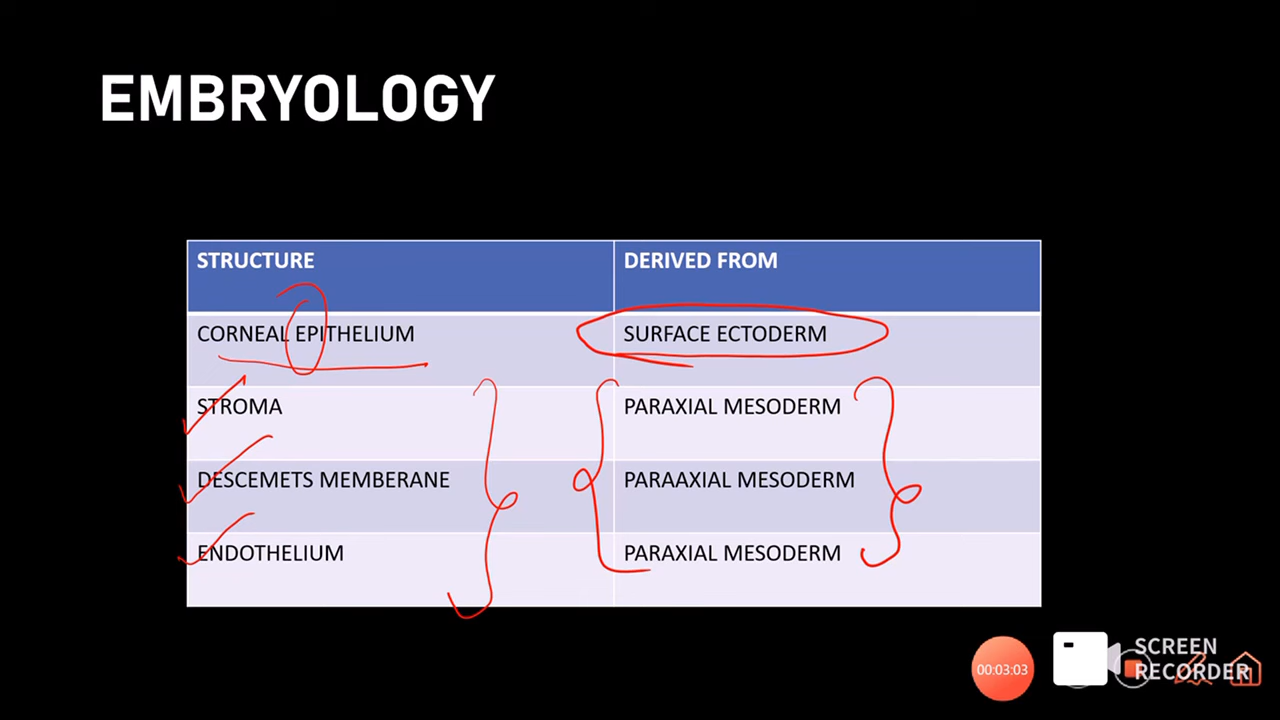 EMBRYOLOGY
STRUCTURE
DERIVED FROM
CORNEAL EPITHELIUM
SURFACE ECTODERM
STROMA
PARAXIAL MESODERM
DESCEMETS MEMBERANE
PARAAXIAL MESODERM
ENDOTHELIUM
PARAXIAL MESODERM
00:03:03
SCREEN
RECORDER